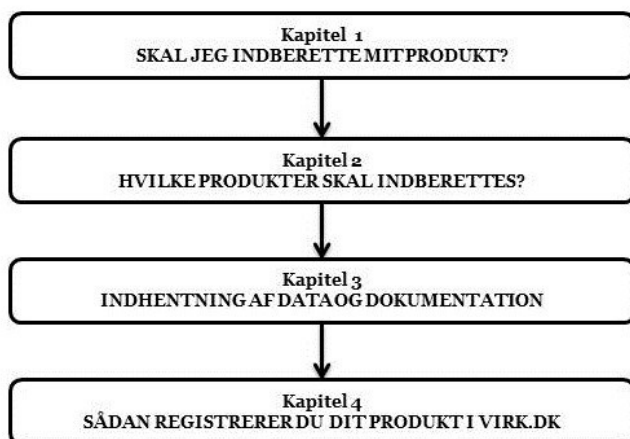 Kapitel 1
SKAL JEG INDBERETTE MIT PRODUKT?
Kapitel 2
HVILKE PRODUKTER SKAL INDBERETTES?
Kapitel 3
INDHENTNING AF DATA OG DOKUMENTATION
Kapitel 4
SÅDAN REGISTRERER DU DIT PRODUKT I VIRK.DK